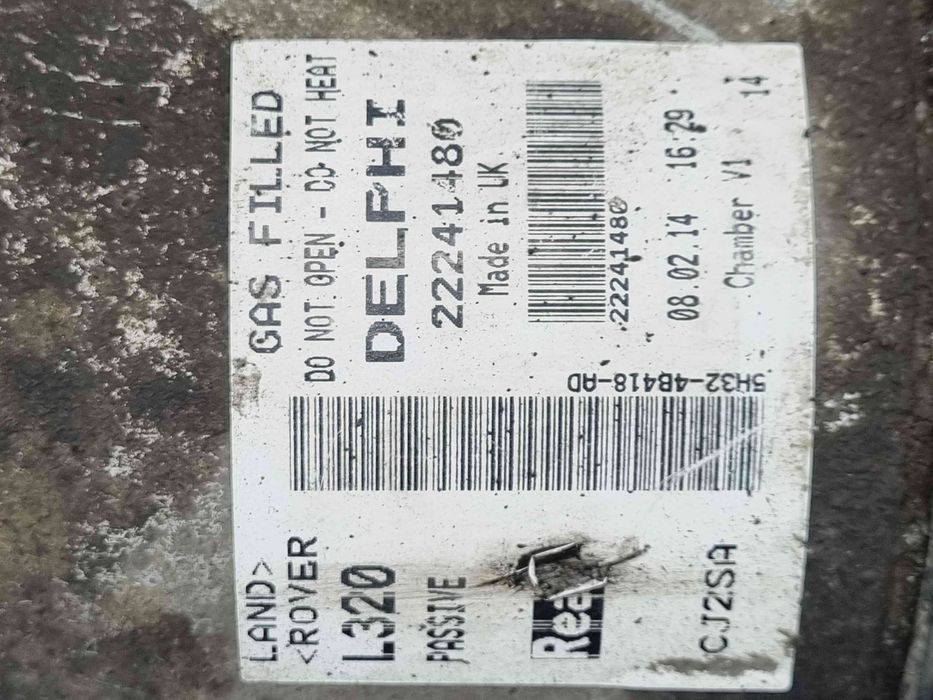 LAND>
<ROVER
L320
PASSIVE
CJ2SA
5H32-4B418-AD
GAS FILLED
DO NOT OPEN - DO NOT HEAT
DELPHI
22241480
Made in UK
22241480
08.02.14 16:29
Chamber V1 14